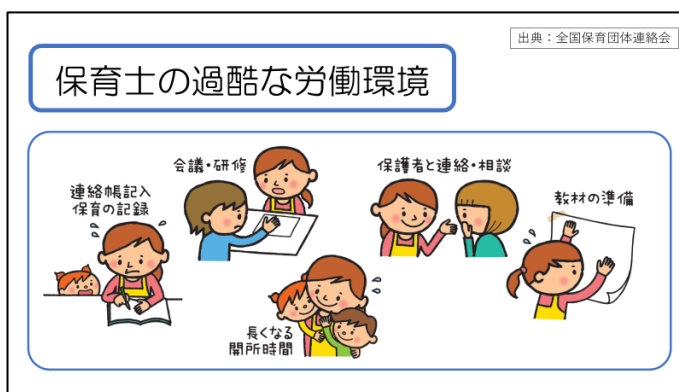 出典：全国保育団体連絡会
保育士の過酷な労働環境
連絡帳記入
保育の記録
会議・研修
保護者と連絡・相談
教材の準備
長くなる
開所時間